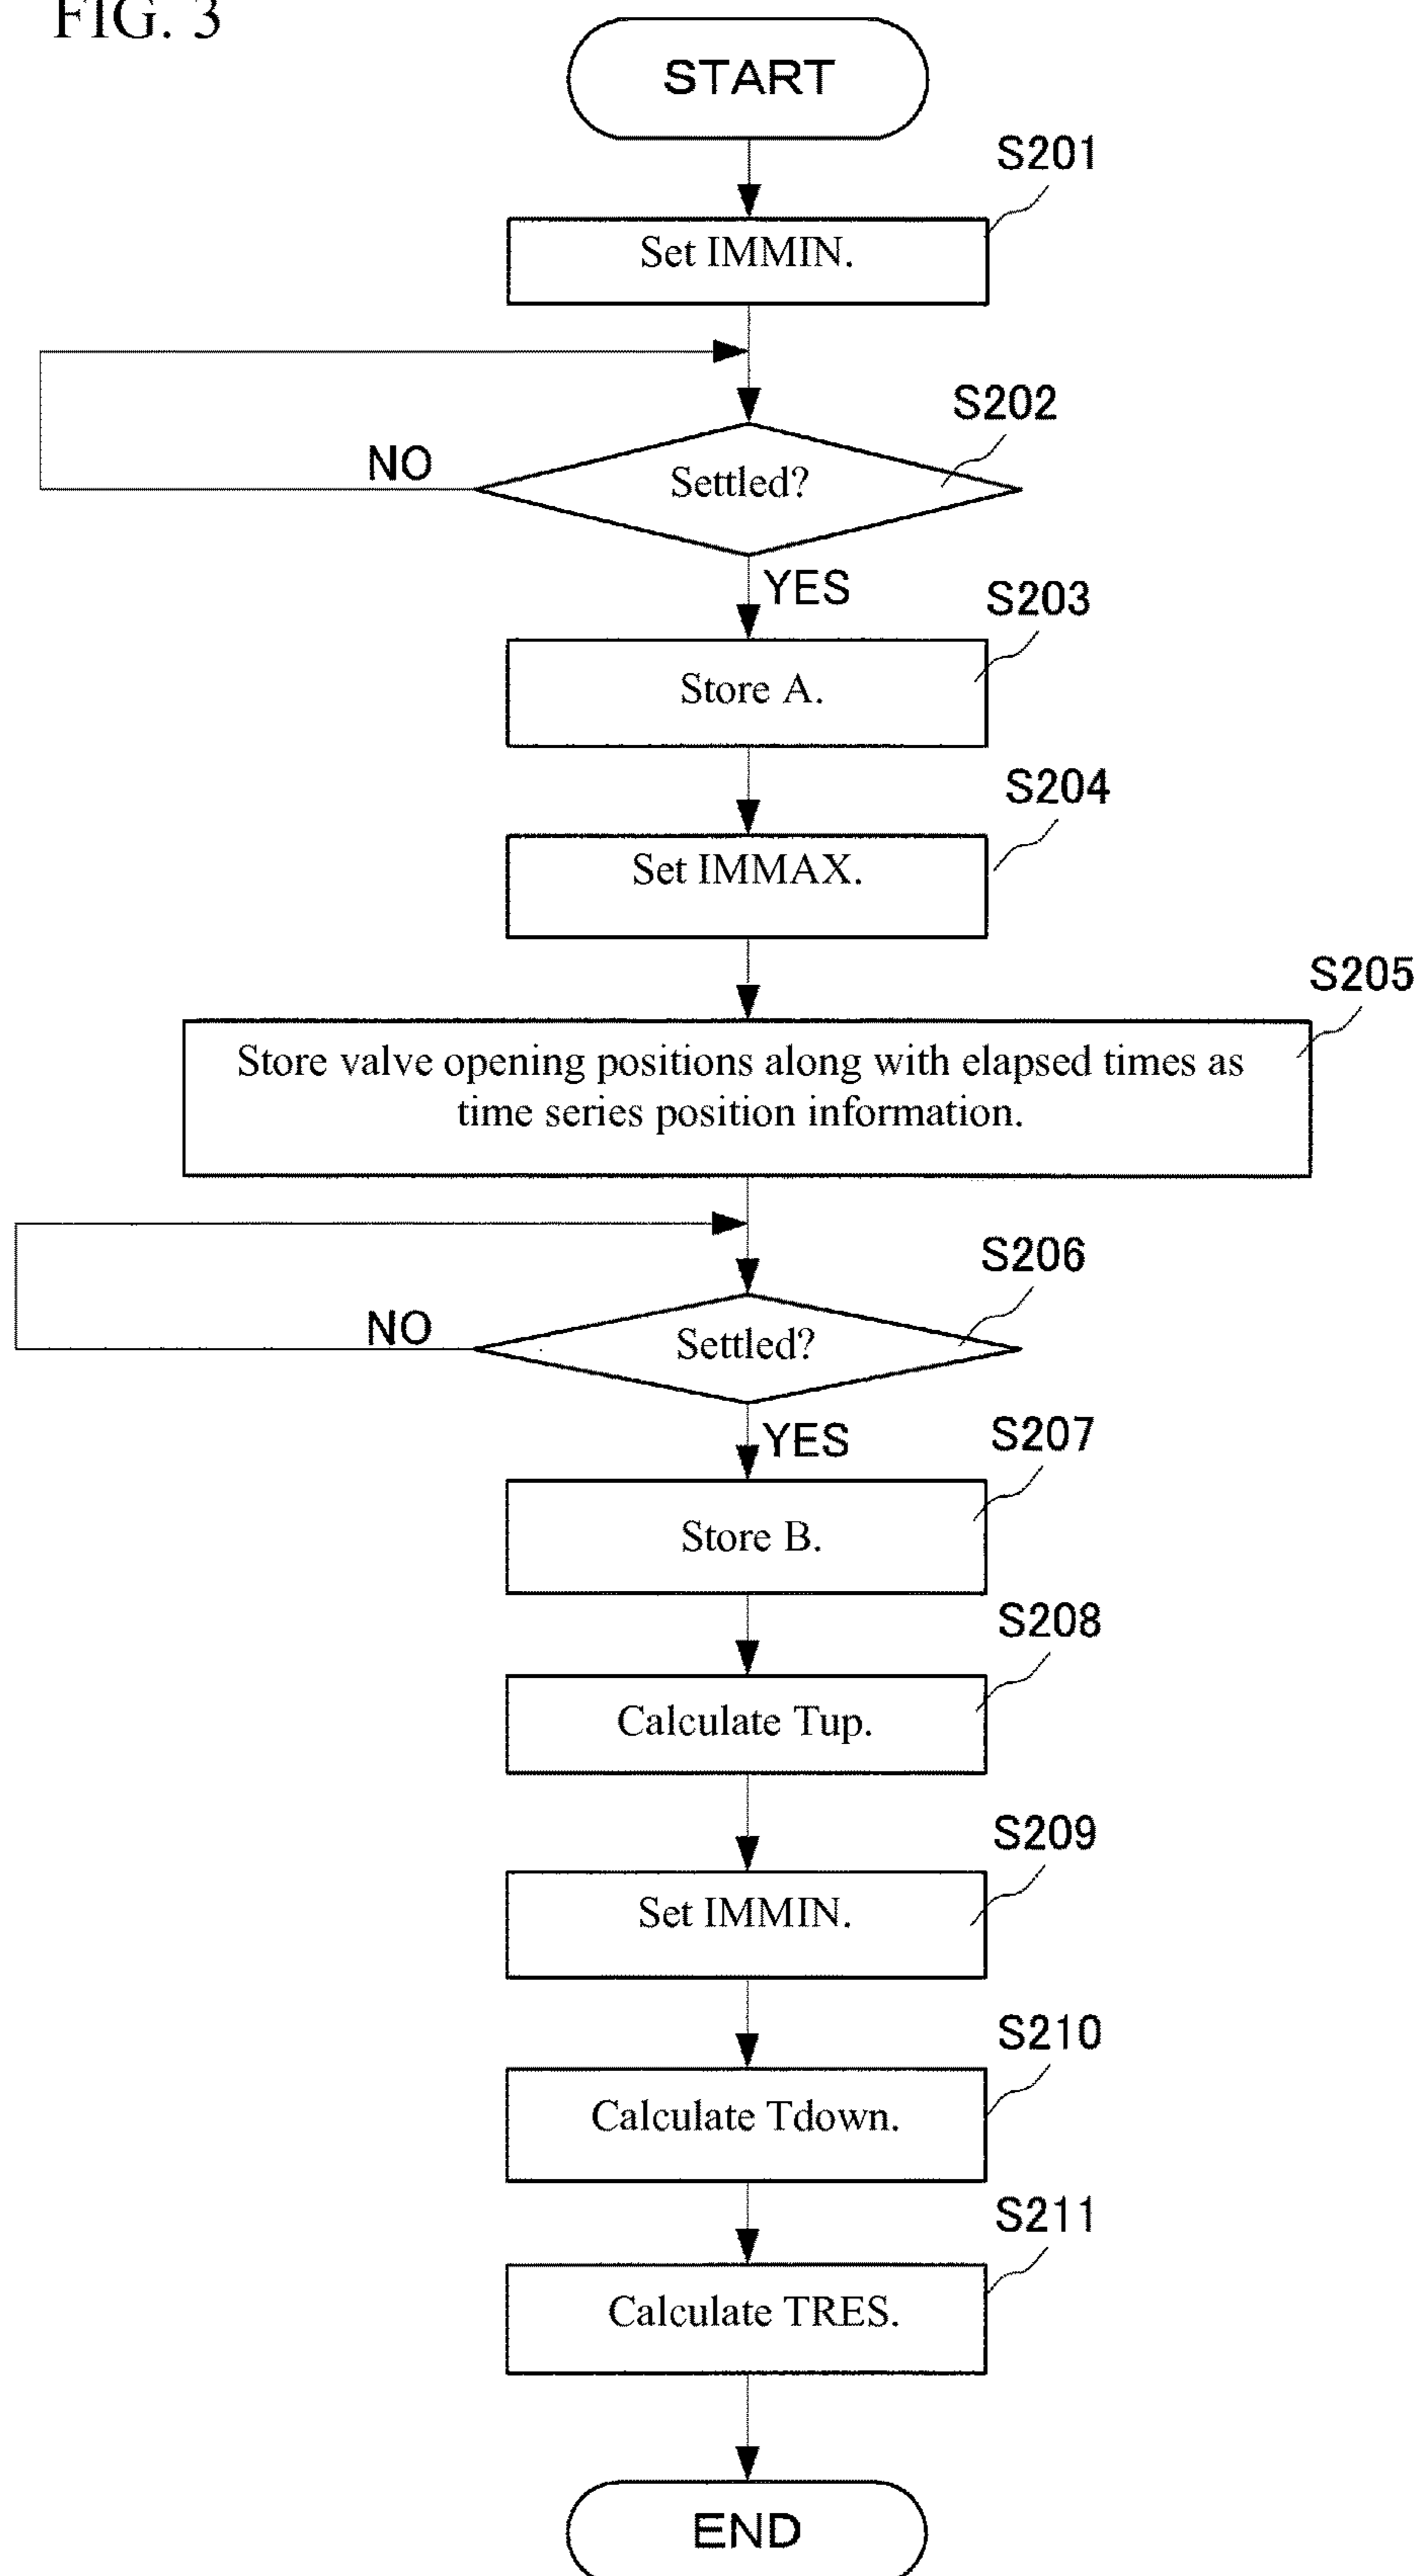 FIG. 3
START
S201
Set IMMIN.
S202
Settled?
NO
YES
S203
Store A.
S204
Set IMMAX.
S205
Store valve opening positions along with elapsed times as
time series position information.
S206
Settled?
NO
YES
S207
Store B.
S208
Calculate Tup.
S209
Set IMMIN.
S210
Calculate Tdown.
S211
Calculate TRES.
END